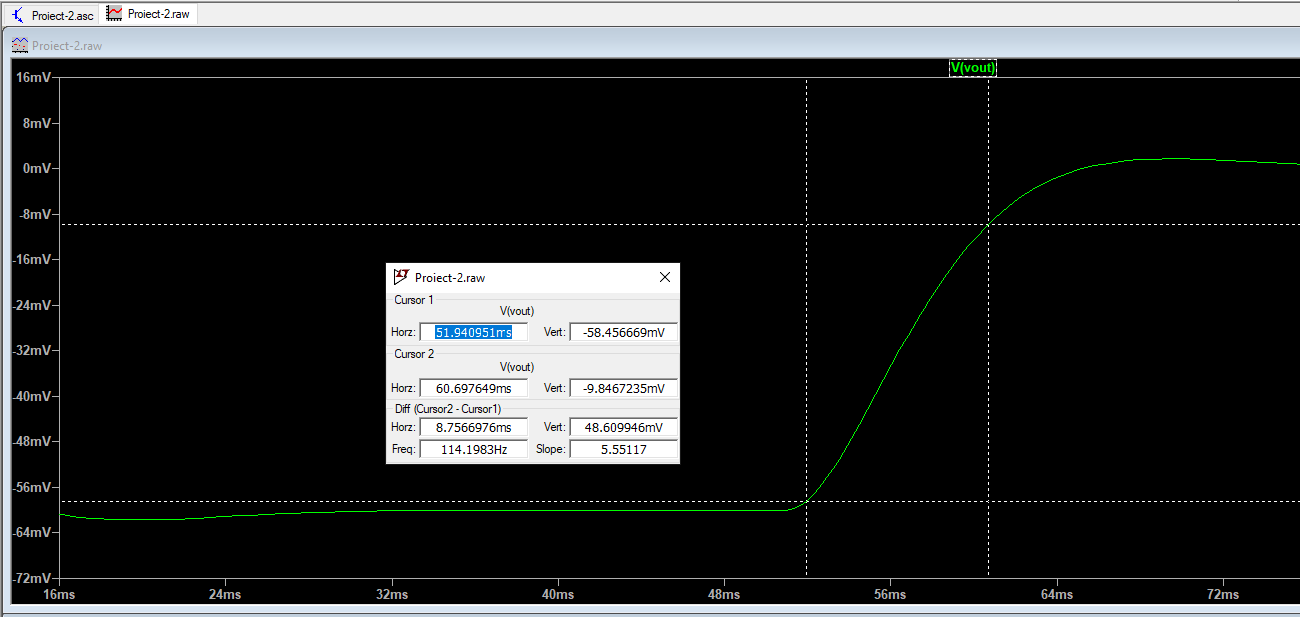 Proiect-2.asc Proiect-2.raw
Proiect-2.raw
V(vout)
16mV
8mV
0mV
-8mV
-16mV
-24mV
-32mV
-40mV
-48mV
-56mV
-64mV
-72mV
16ms 24ms 32ms 40ms 48ms 56ms 64ms 72ms
Proiect-2.raw
Cursor 1
V(vout)
Horz: 51.940951ms Vert: -58.456669mV
Cursor 2
V(vout)
Horz: 60.697649ms Vert: -9.8467235mV
Diff (Cursor2 - Cursor1)
Horz: 8.7566976ms Vert: 48.609946mV
Freq: 114.1983Hz Slope: 5.55117